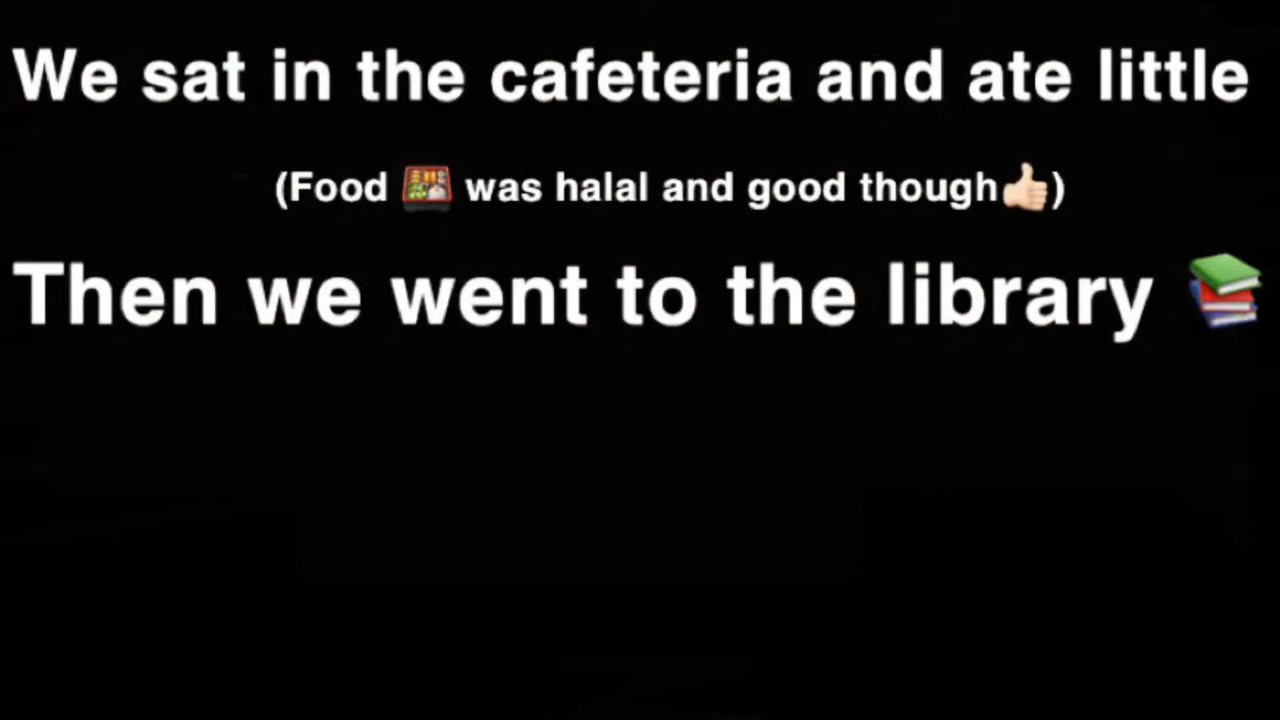 We sat in the cafeteria and ate little
(Food 🍱 was halal and good though👍🏻)
Then we went to the library 📚